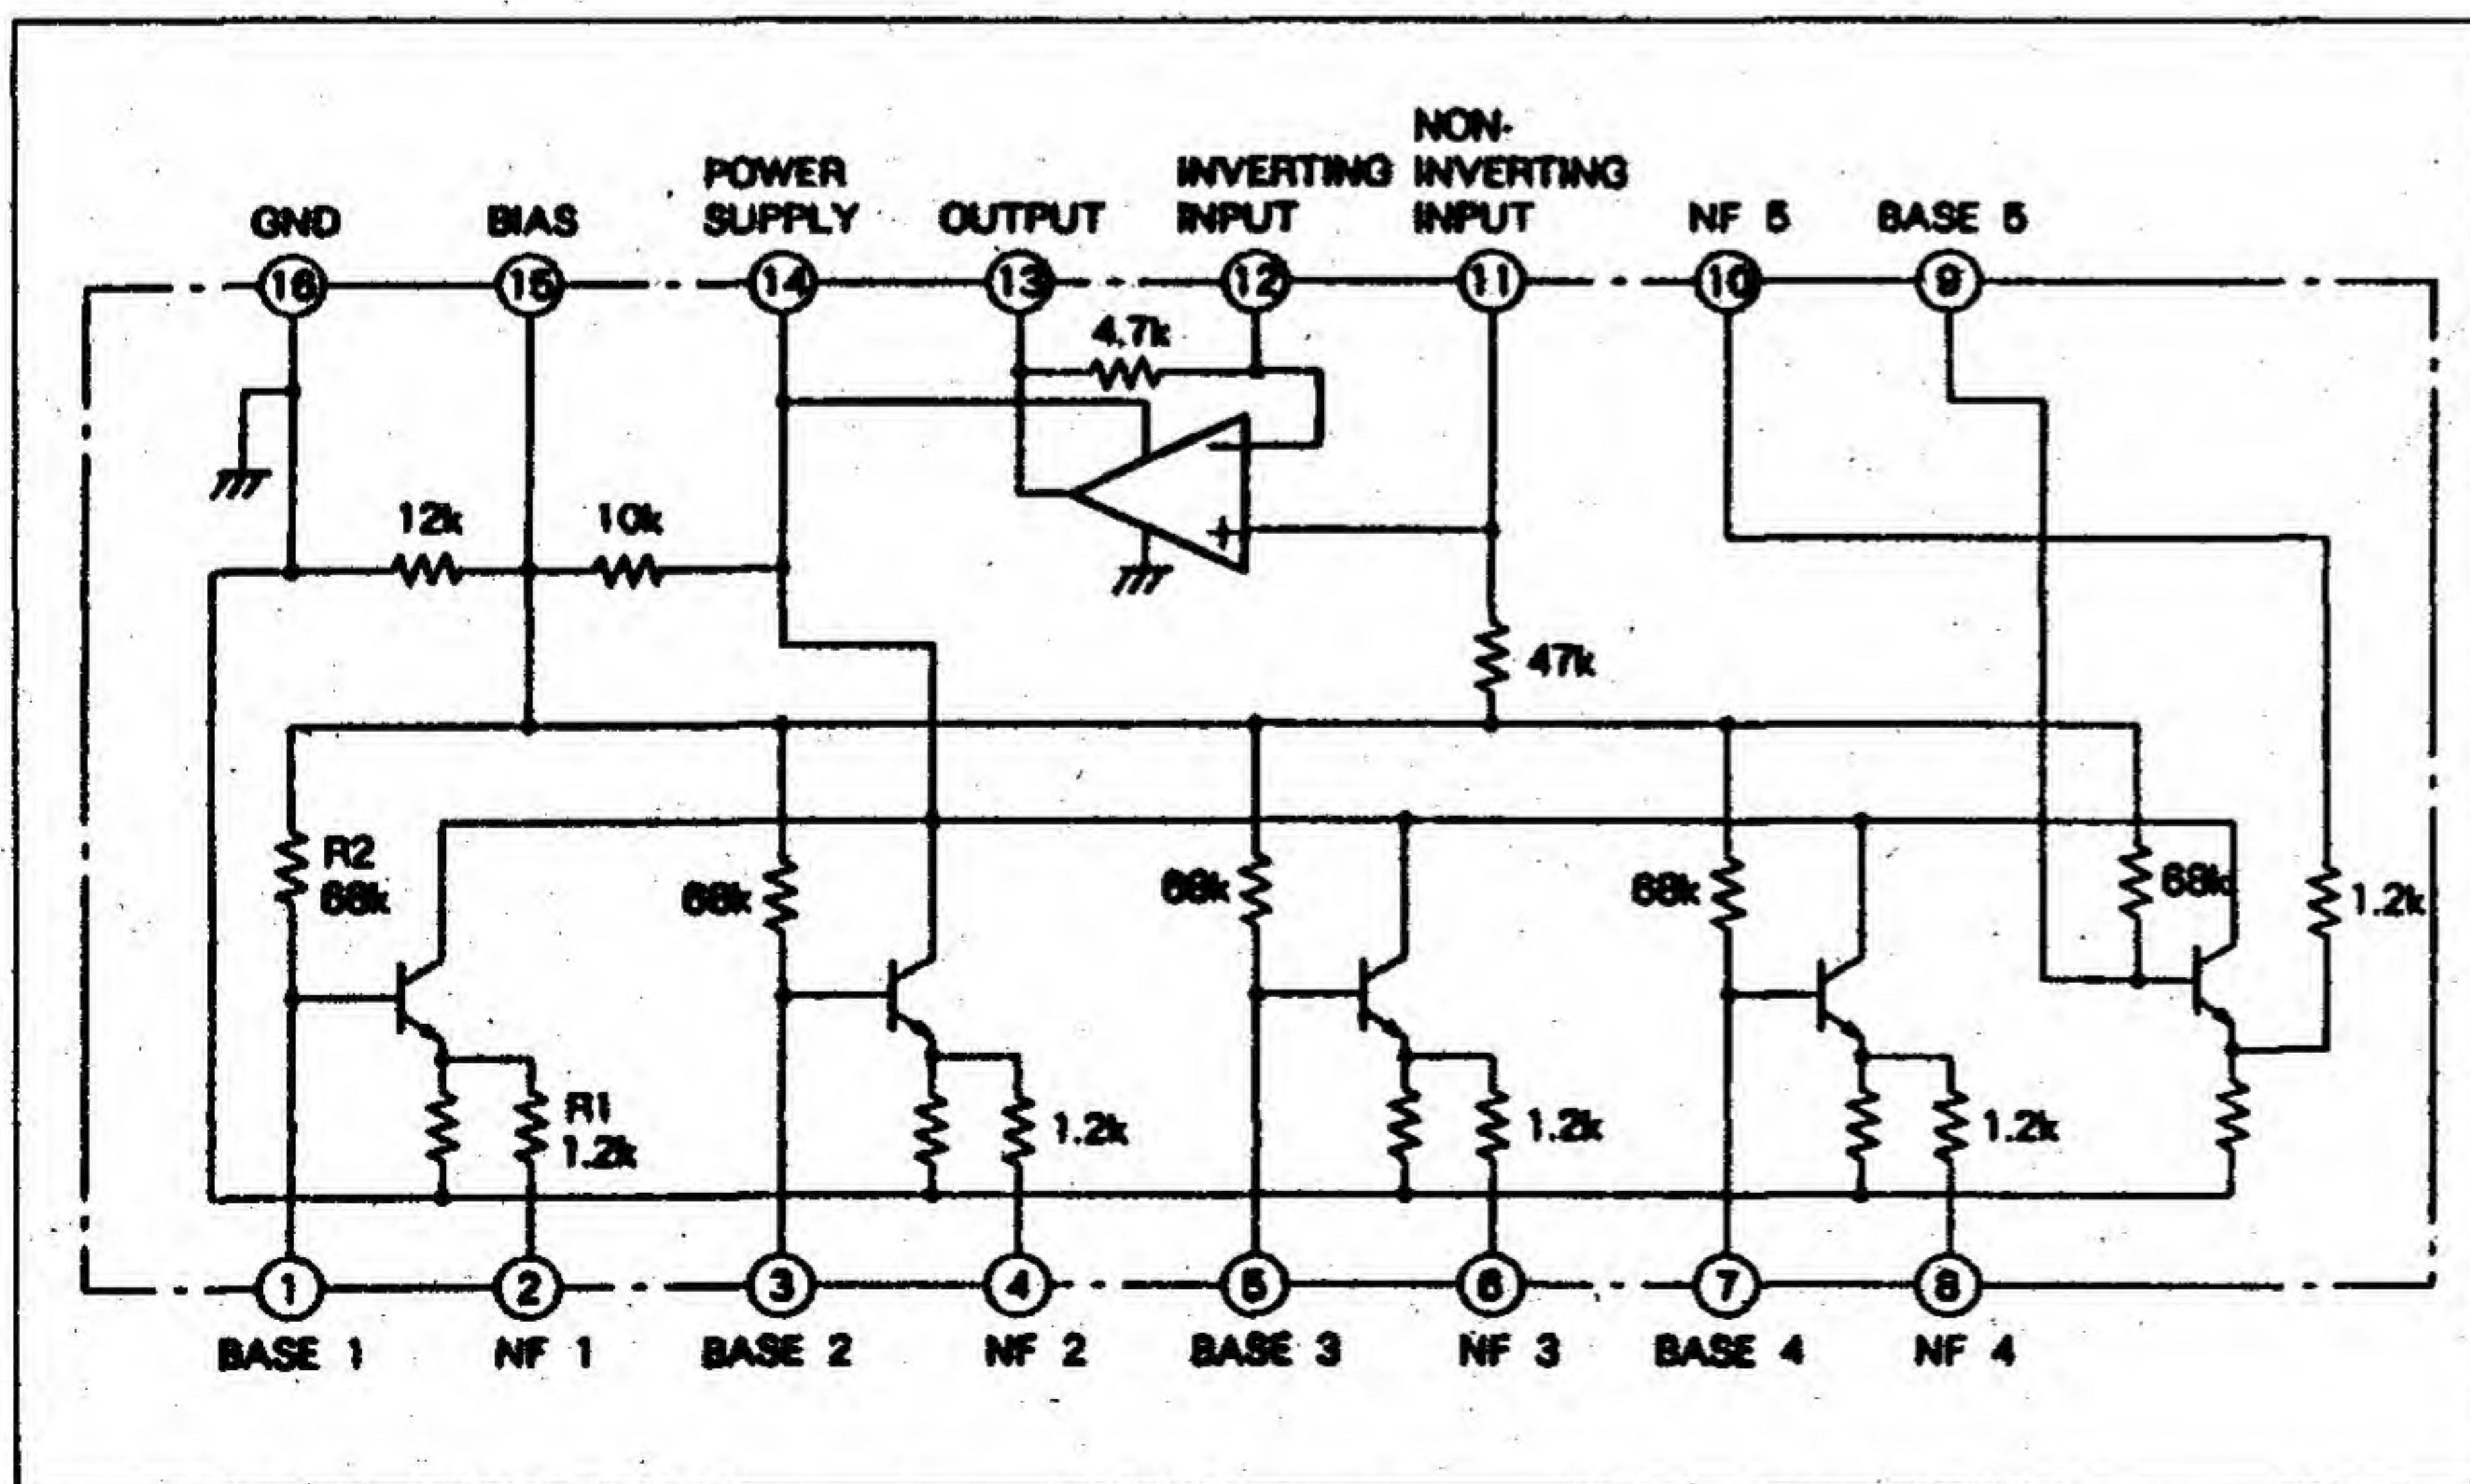 NON-
POWER
INVERTING
INVERTING
GND
BIAS
SUPPLY
OUTPUT
INPUT
INPUT
NF 5
BASE 5
16
15
14
13
12
11
10
9
4.7k
12k
10k
47k
R2
68k
68k
68k
68k
68k
1.2k
R1
1.2k
1.2k
1.2k
1.2k
1
2
3
4
5
6
7
8
BASE 1
NF 1
BASE 2
NF 2
BASE 3
NF 3
BASE 4
NF 4